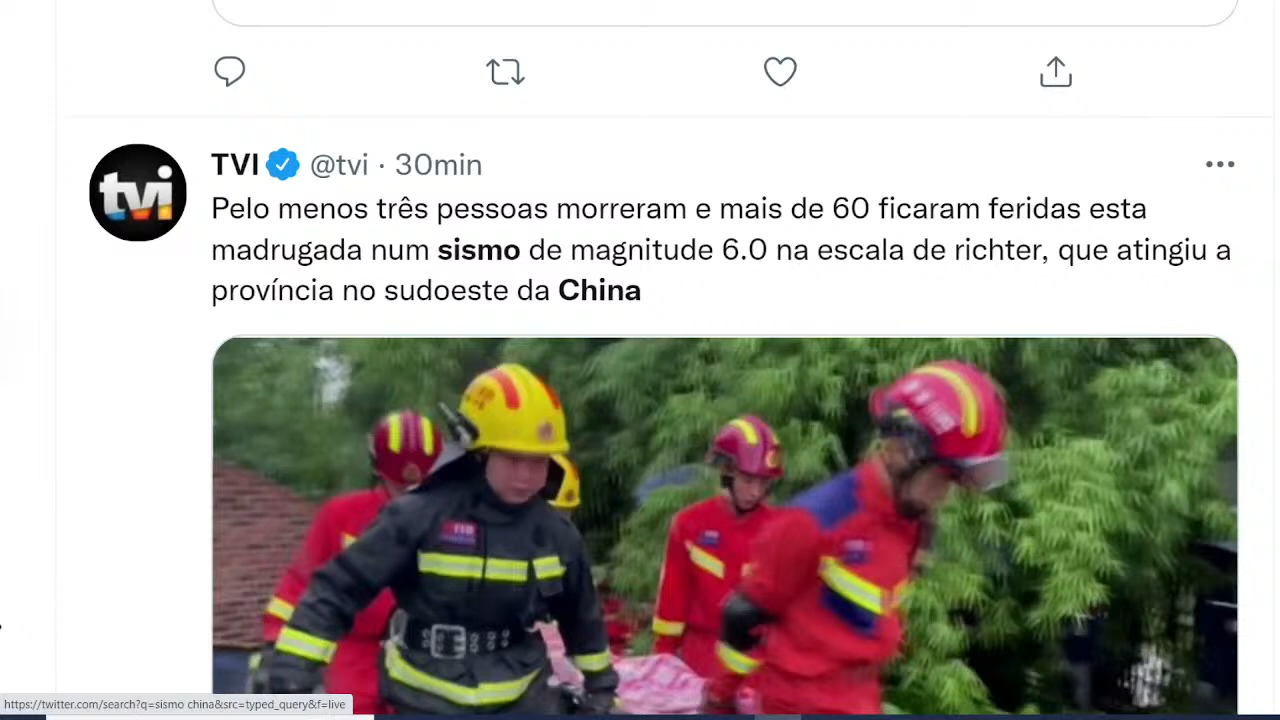 tvi
TVI @tvi · 30min
Pelo menos três pessoas morreram e mais de 60 ficaram feridas esta
madrugada num sismo de magnitude 6.0 na escala de richter, que atingiu a
província no sudoeste da China
https://twitter.com/search?q=sismo china&src=typed_query&f=live